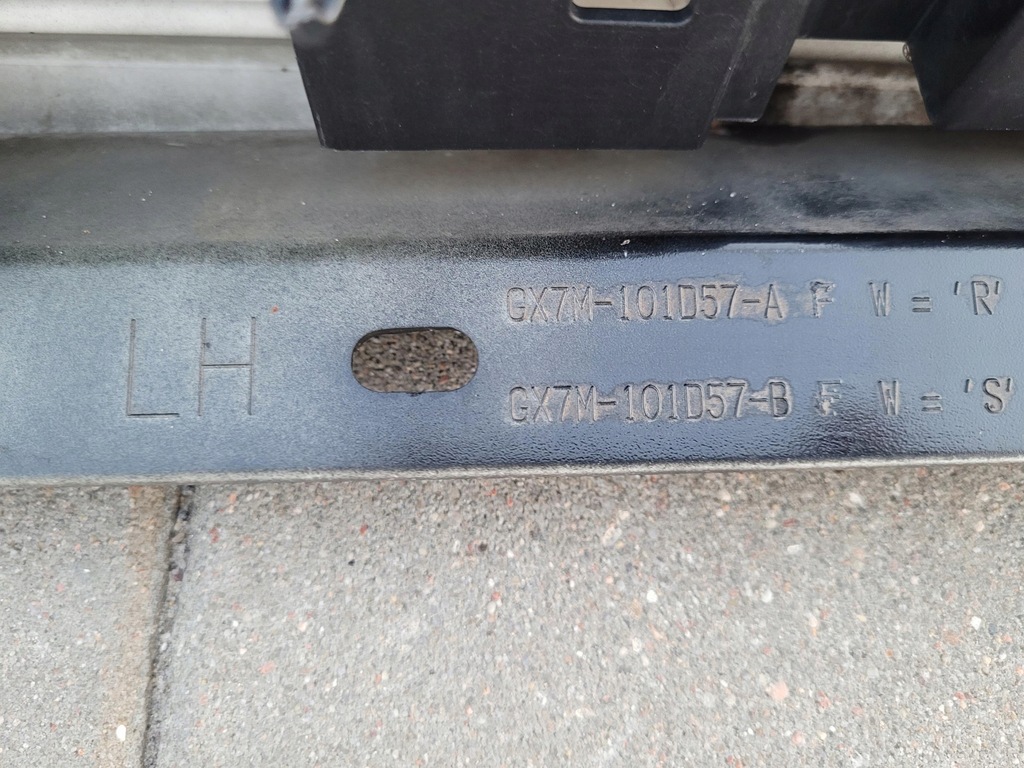 LH
GX7M-101D57-A F W = 'R'
GX7M-101D57-B F W = 'S'